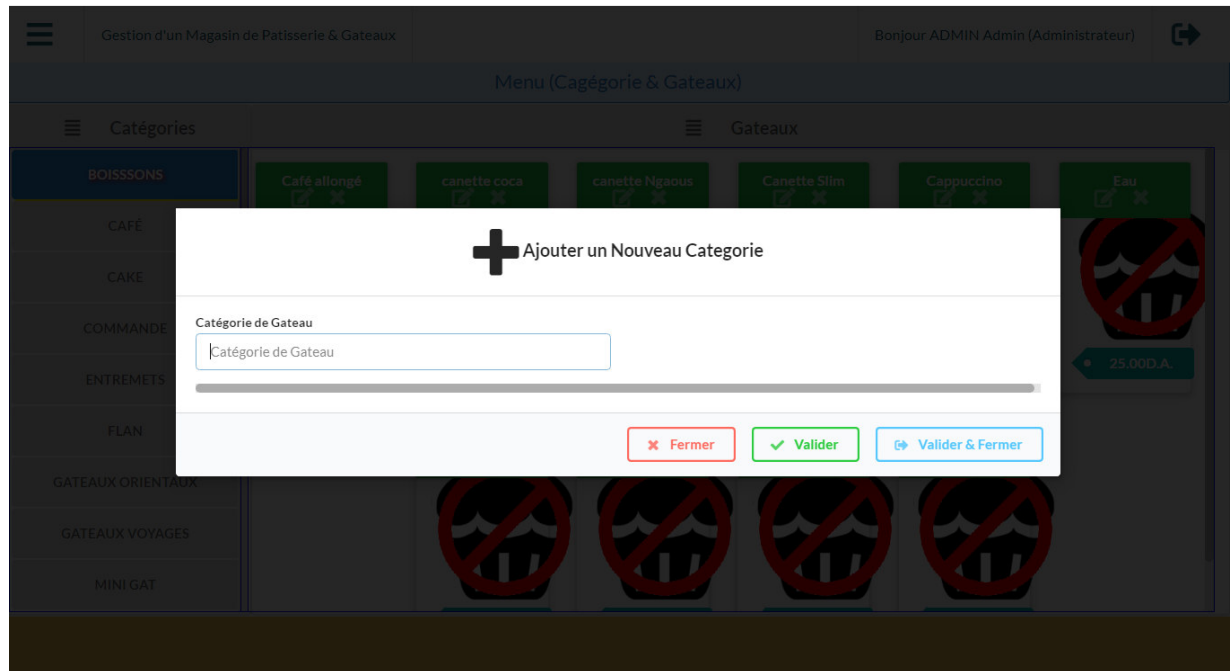 Gestion d'un Magasin de Patisserie & Gateaux
Bonjour ADMIN Admin (Administrateur)
Menu (Cagégorie & Gateaux)
Catégories
Gateaux
BOISSSONS
Café allongé
canette coca
canette Ngaous
Canette Slim
Cappuccino
Eau
CAFÉ
CAKE
COMMANDE
ENTREMETS
FLAN
GATEAUX ORIENTAUX
GATEAUX VOYAGES
MINI GAT
Ajouter un Nouveau Categorie
Catégorie de Gateau
Catégorie de Gateau
25.00D.A.
Fermer
Valider
Valider & Fermer